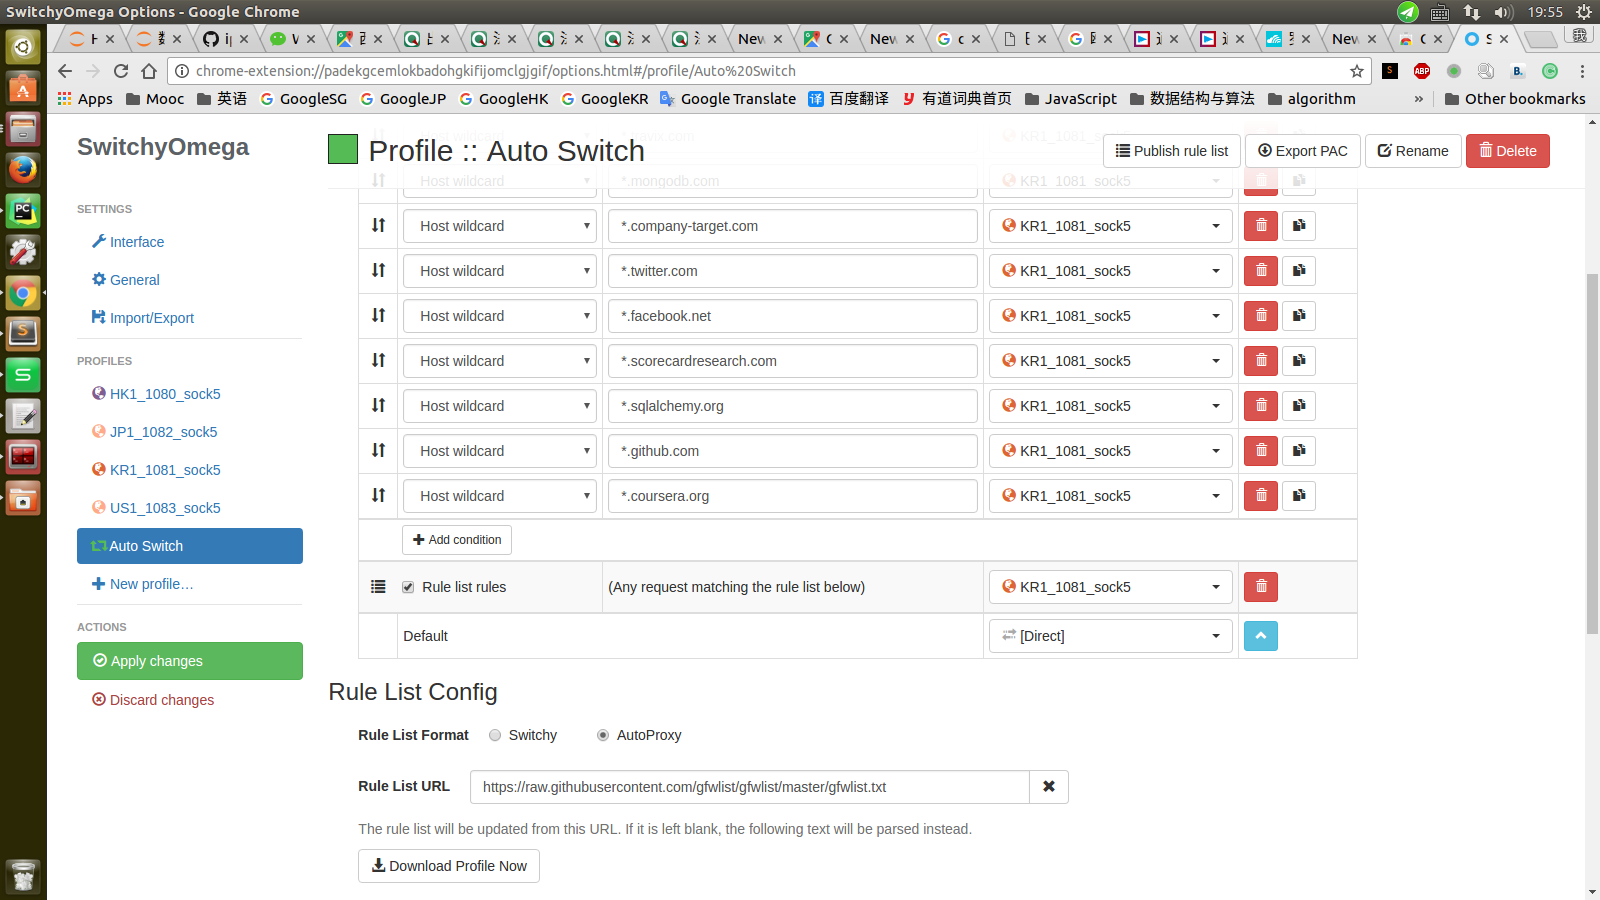 SwitchyOmega Options - Google Chrome
19:55
New
New
New
chrome-extension://padekgcemlokbadohgkifijomclgjgif/options.html#/profile/Auto%20Switch
Apps Mooc 英语 GoogleSG GoogleJP GoogleHK GoogleKR Google Translate 百度翻译 有道词典首页 JavaScript 数据结构与算法 algorithm » Other bookmarks
SwitchyOmega
Profile :: Auto Switch
Publish rule list
Export PAC
Rename
Delete
SETTINGS
Interface
General
Import/Export
PROFILES
HK1_1080_sock5
JP1_1082_sock5
KR1_1081_sock5
US1_1083_sock5
Auto Switch
New profile…
ACTIONS
Apply changes
Discard changes
Host wildcard *.mongodb.com KR1_1081_sock5
Host wildcard *.company-target.com KR1_1081_sock5
Host wildcard *.twitter.com KR1_1081_sock5
Host wildcard *.facebook.net KR1_1081_sock5
Host wildcard *.scorecardresearch.com KR1_1081_sock5
Host wildcard *.sqlalchemy.org KR1_1081_sock5
Host wildcard *.github.com KR1_1081_sock5
Host wildcard *.coursera.org KR1_1081_sock5
Add condition
Rule list rules (Any request matching the rule list below) KR1_1081_sock5
Default [Direct]
Rule List Config
Rule List Format Switchy AutoProxy
Rule List URL https://raw.githubusercontent.com/gfwlist/gfwlist/master/gfwlist.txt
The rule list will be updated from this URL. If it is left blank, the following text will be parsed instead.
Download Profile Now